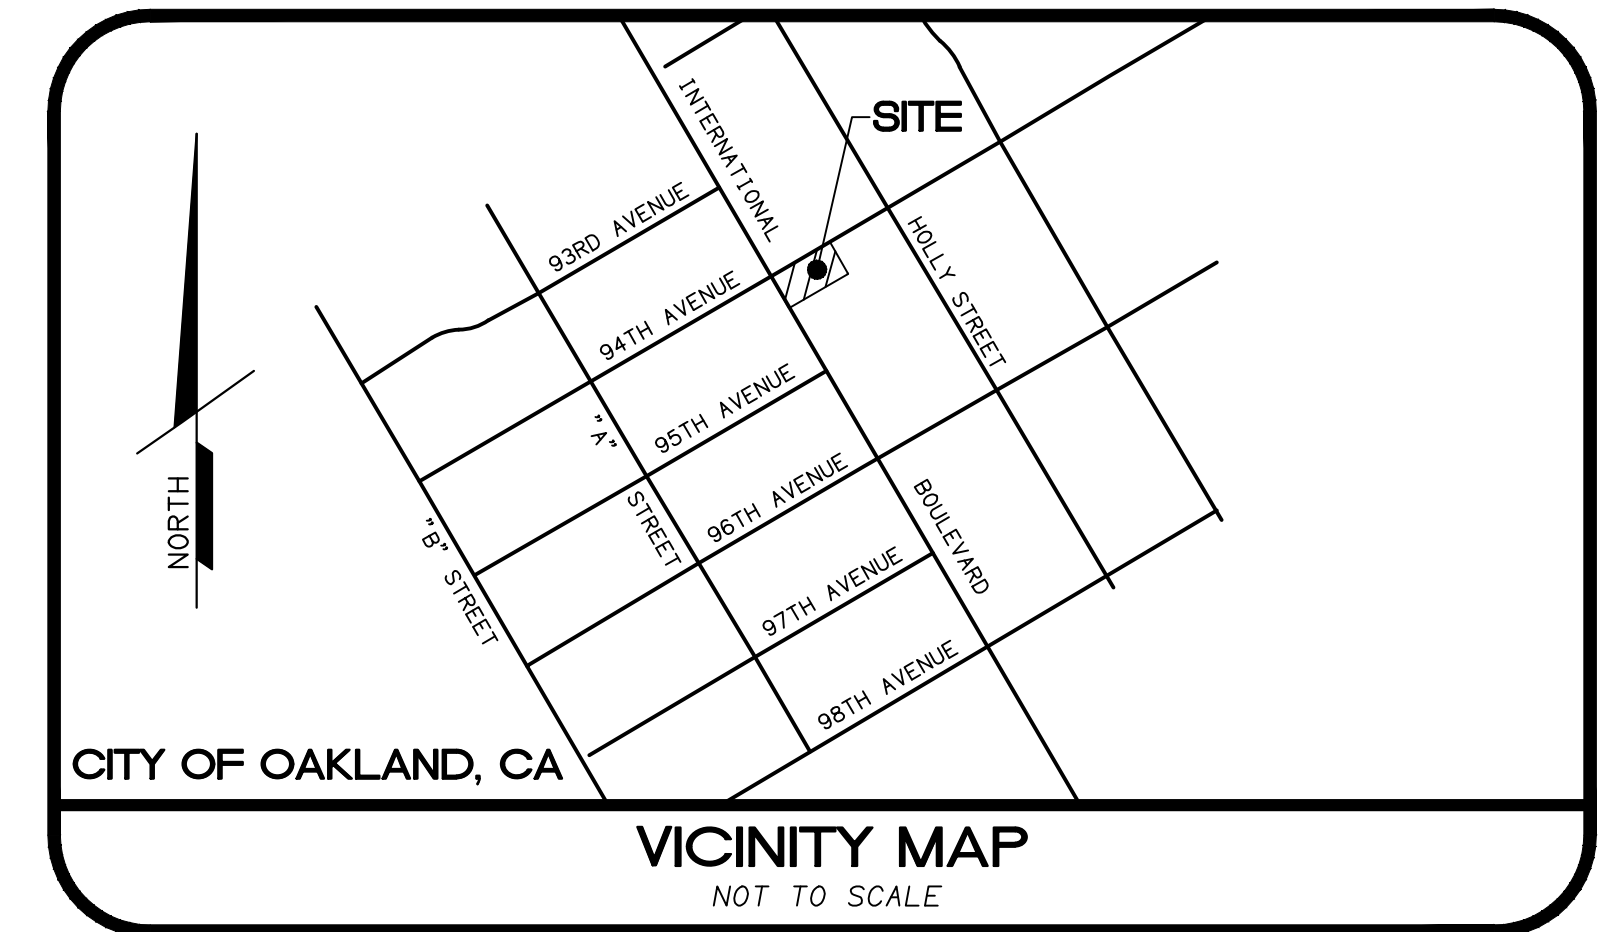 SITE
INTERNATIONAL
93RD AVENUE
HOLLY STREET
94TH AVENUE
95TH AVENUE
"A" STREET
96TH AVENUE
BOULEVARD
"B" STREET
97TH AVENUE
98TH AVENUE
NORTH
CITY OF OAKLAND, CA
VICINITY MAP
NOT TO SCALE